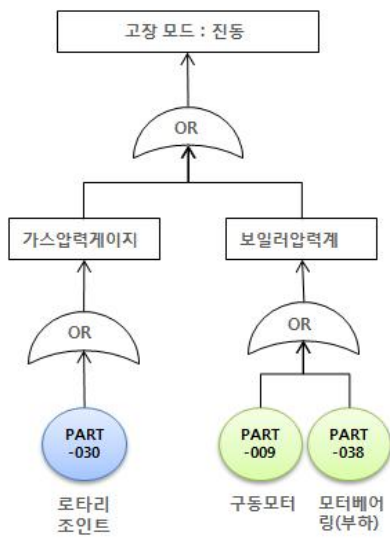 고장 모드 : 진동
OR
가스압력게이지
보일러압력계
OR
OR
PART
-030
PART
-009
PART
-038
로타리
조인트
구동모터
모터베어
링(부하)